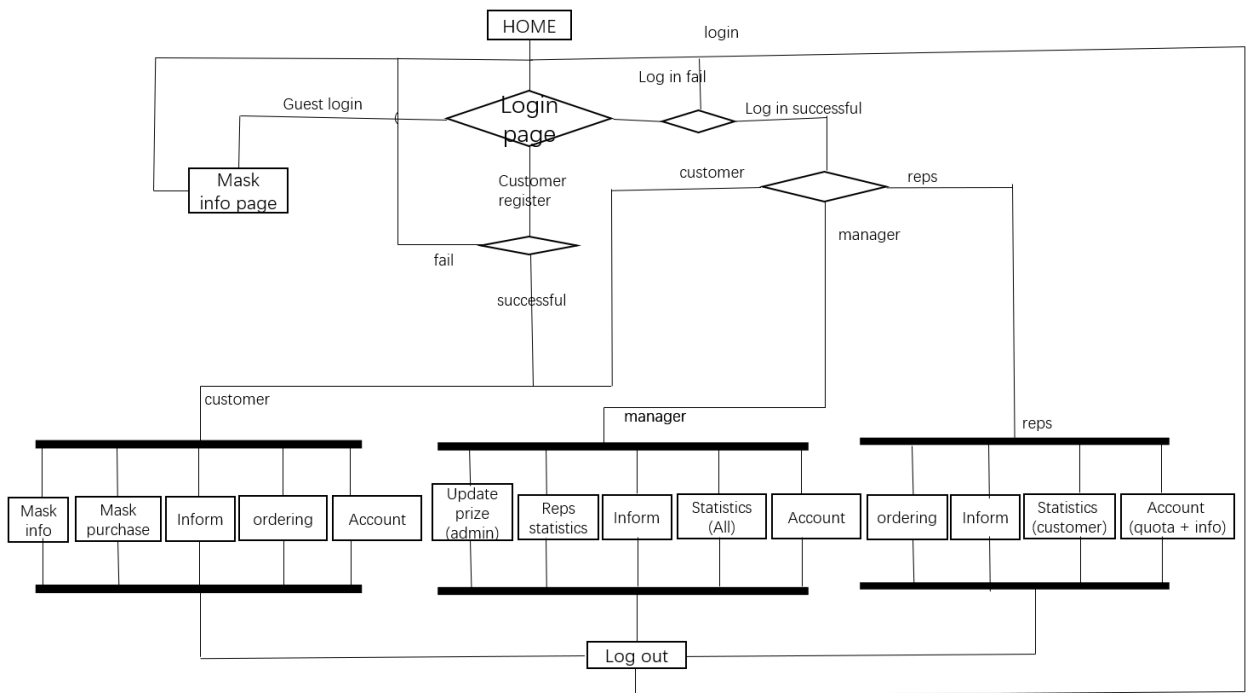 HOME
login
Log in fail
Guest login
Login
page
Log in successful
Mask
info page
Customer
register
customer
reps
manager
fail
successful
customer
manager
reps
Mask
info
Mask
purchase
Inform
ordering
Account
Update
prize
(admin)
Reps
statistics
Inform
Statistics
(All)
Account
ordering
Inform
Statistics
(customer)
Account
(quota + info)
Log out